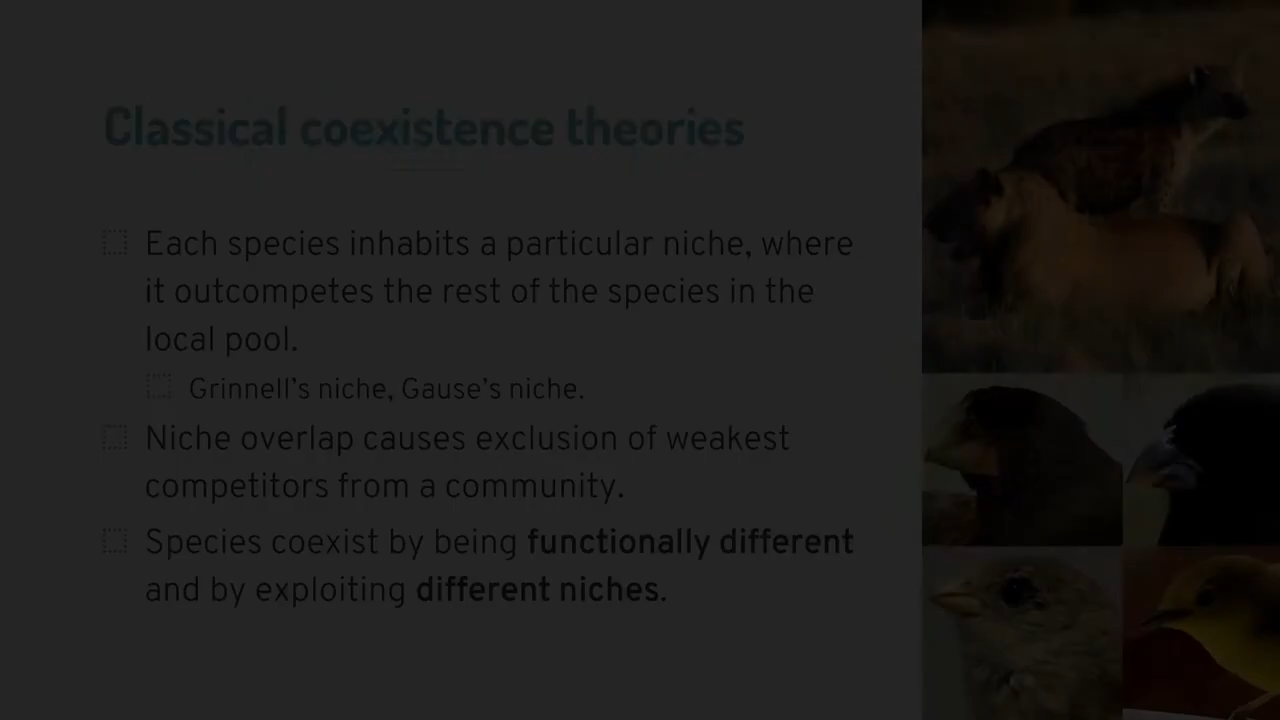 Classical coexistence theories
Each species inhabits a particular niche, where
it outcompetes the rest of the species in the
local pool.
Grinnell’s niche, Gause’s niche.
Niche overlap causes exclusion of weakest
competitors from a community.
Species coexist by being functionally different
and by exploiting different niches.